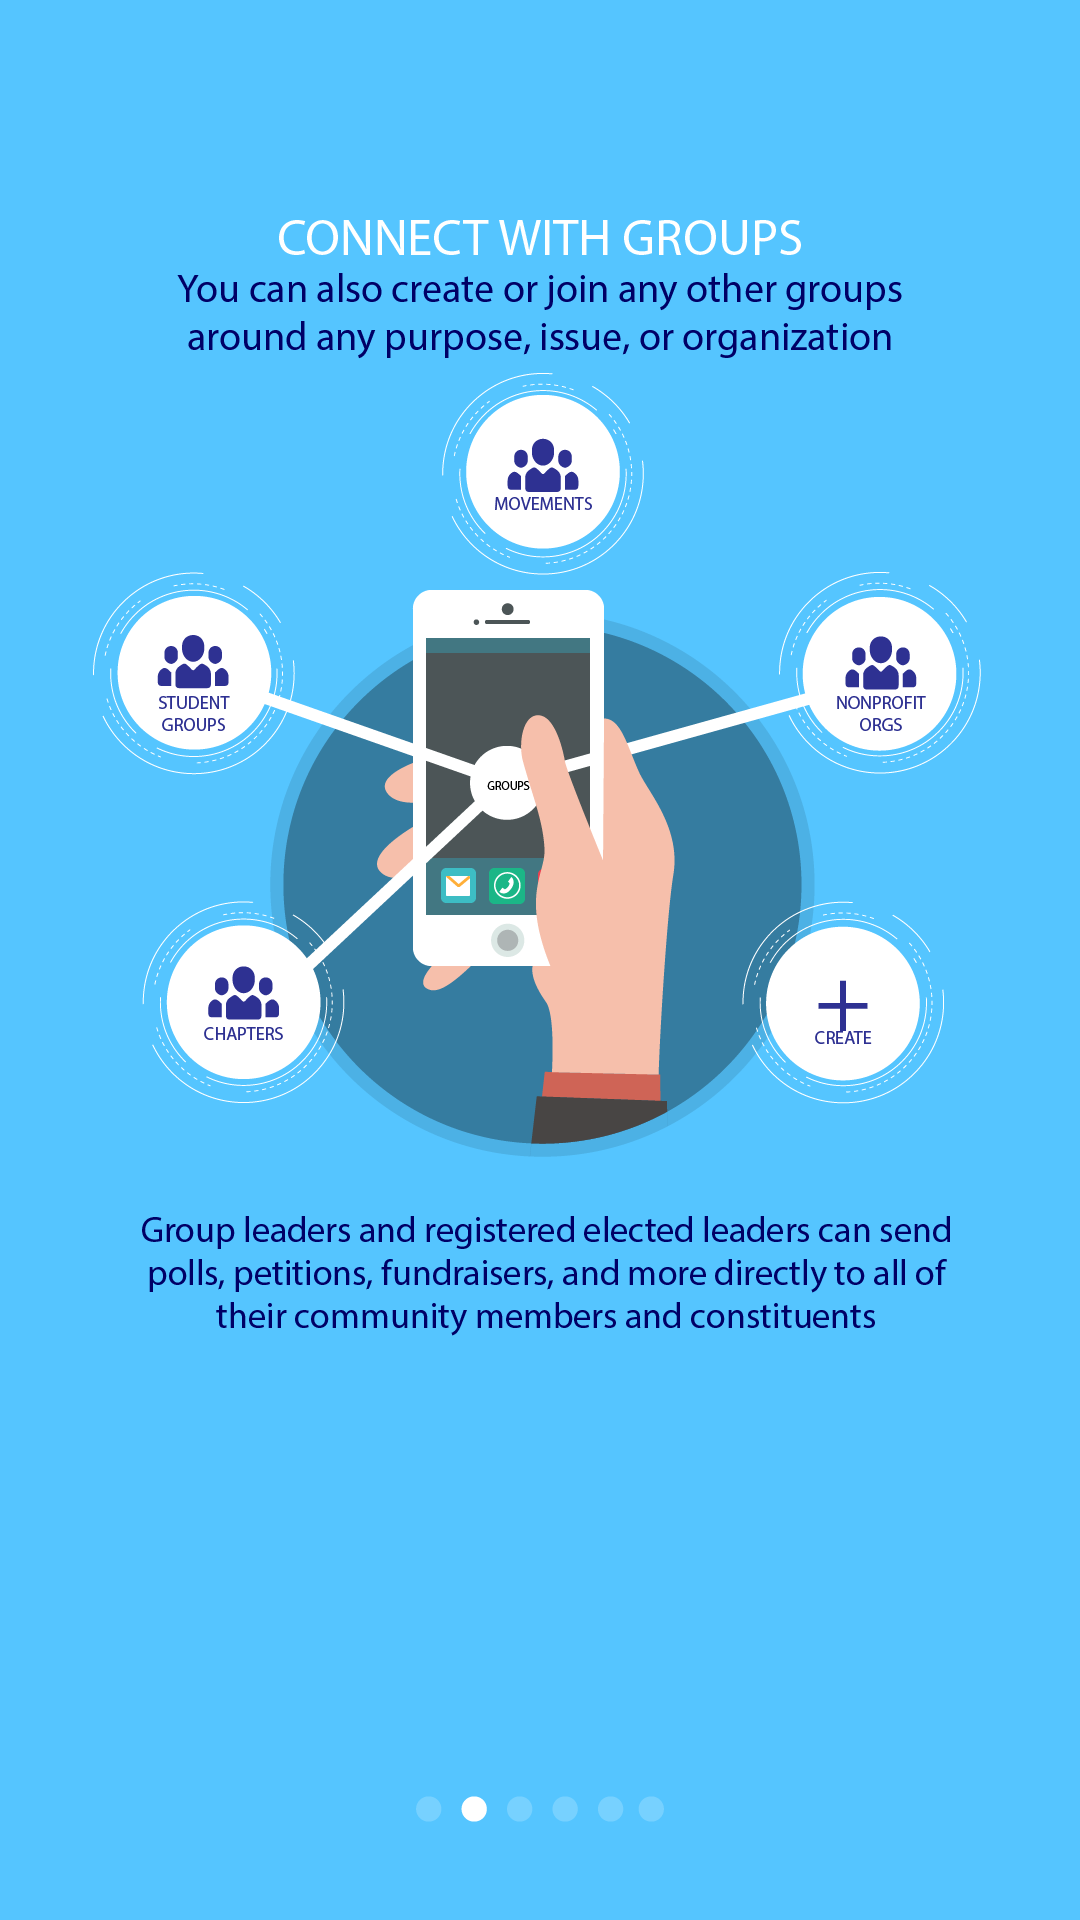 CONNECT WITH GROUPS
You can also create or join any other groups
around any purpose, issue, or organization
MOVEMENTS
STUDENT
GROUPS
NONPROFIT
ORGS
GROUPS
CHAPTERS
CREATE
Group leaders and registered elected leaders can send
polls, petitions, fundraisers, and more directly to all of
their community members and constituents